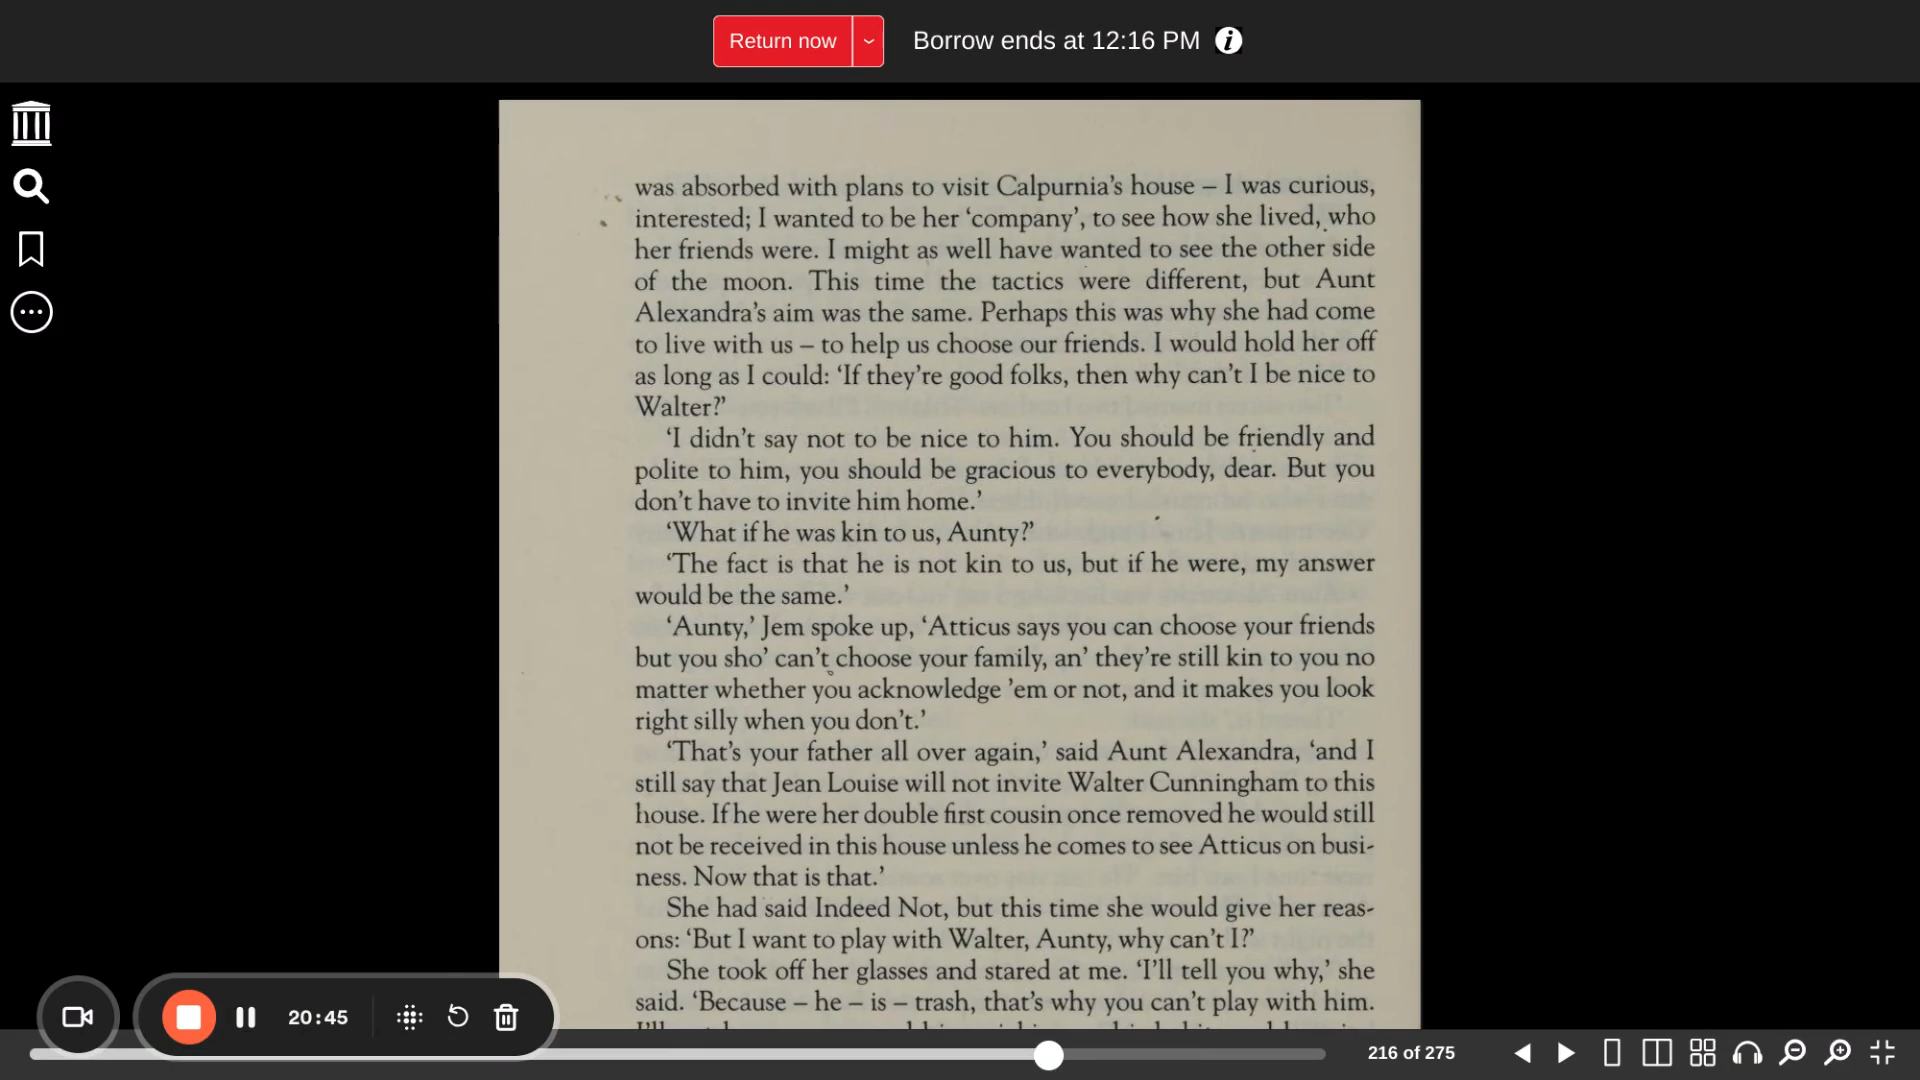 Return now
Borrow ends at 12:16 PM
was absorbed with plans to visit Calpurnia’s house – I was curious,
interested; I wanted to be her ‘company’, to see how she lived, who
her friends were. I might as well have wanted to see the other side
of the moon. This time the tactics were different, but Aunt
Alexandra’s aim was the same. Perhaps this was why she had come
to live with us – to help us choose our friends. I would hold her off
as long as I could: ‘If they’re good folks, then why can’t I be nice to
Walter?’
‘I didn’t say not to be nice to him. You should be friendly and
polite to him, you should be gracious to everybody, dear. But you
don’t have to invite him home.’
‘What if he was kin to us, Aunty?’
‘The fact is that he is not kin to us, but if he were, my answer
would be the same.’
‘Aunty,’ Jem spoke up, ‘Atticus says you can choose your friends
but you sho’ can’t choose your family, an’ they’re still kin to you no
matter whether you acknowledge ’em or not, and it makes you look
right silly when you don’t.’
‘That’s your father all over again,’ said Aunt Alexandra, ‘and I
still say that Jean Louise will not invite Walter Cunningham to this
house. If he were her double first cousin once removed he would still
not be received in this house unless he comes to see Atticus on busi-
ness. Now that is that.’
She had said Indeed Not, but this time she would give her reas-
ons: ‘But I want to play with Walter, Aunty, why can’t I?’
She took off her glasses and stared at me. ‘I’ll tell you why,’ she
said. ‘Because – he – is – trash, that’s why you can’t play with him.
20:45
216 of 275